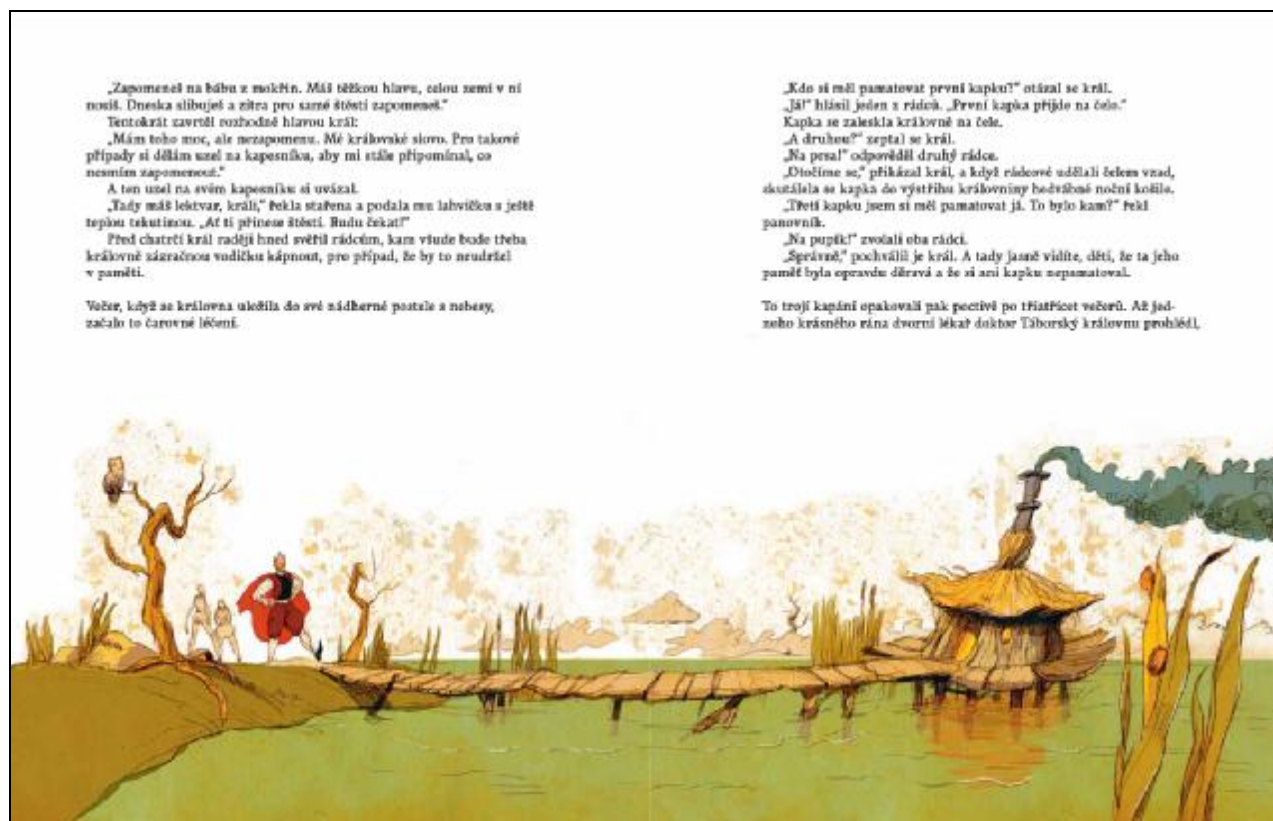 „Zapomeneš na bábu z mokřin. Máš těžkou hlavu, celou zemi v ní
nosíš. Dneska slibuješ a zítra pro samé štěstí zapomeneš.“
Tentokrát zavrtěl rozhodně hlavou král:
„Mám toho moc, ale nezapomenu. Mé královské slovo. Pro takové
případy si dělám uzel na kapesníku, aby mi stále připomínal, co
nesmím zapomenout.“
A ten uzel na svém kapesníku si uvázal.
„Tady máš lektvar, králi,“ řekla stařena a podala mu lahvičku s ještě
teplou tekutinou. „Ať ti přinese štěstí. Budu čekat!“
Před chatrčí král raději hned svěřil rádcům, kam všude bude třeba
královně zázračnou vodičku kápnout, pro případ, že by to neudržel
v paměti.
Večer, když se královna uložila do své nádherné postele s nebesy,
začalo to čarovné léčení.
„Kdo si měl pamatovat první kapku?“ otázal se král.
„Já!“ hlásil jeden z rádců. „První kapka přijde na čelo.“
Kapka se zaleskla královně na čele.
„A druhou?“ zeptal se král.
„Na prsa!“ odpověděl druhý rádce.
„Otočíme se,“ přikázal král, a když rádcové udělali čelem vzad,
skutálela se kapka do výstřihu královniny hedvábné noční košile.
„Třetí kapku jsem si měl pamatovat já. To bylo kam?“ řekl
panovník.
„Na pupík!“ zvolali oba rádci.
„Správně,“ pochválil je král. A tady jasně vidíte, děti, že ta jeho
paměť byla opravdu děravá a že si ani kapku nepamatoval.
To trojí kapání opakovali pak poctivě po třiatřicet večerů. Až jed-
noho krásného rána dvorní lékař doktor Táborský královnu prohlédl,